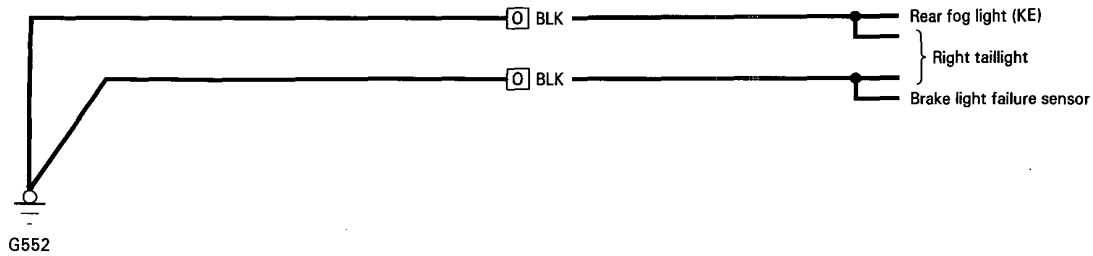 O BLK
Rear fog light (KE)
Right taillight
O BLK
Brake light failure sensor
G552